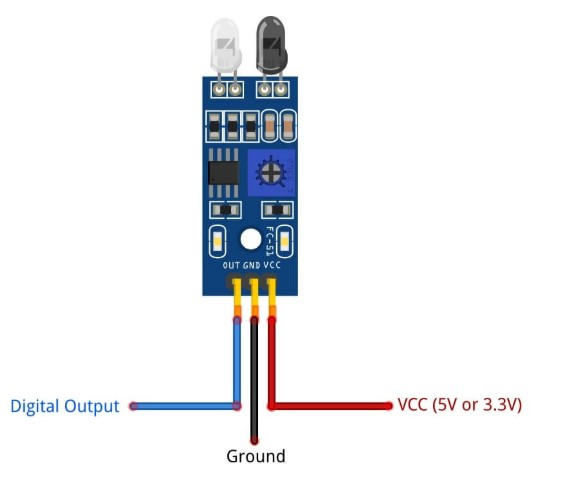 FC-51
OUT GND VCC
Digital Output
VCC (5V or 3.3V)
Ground